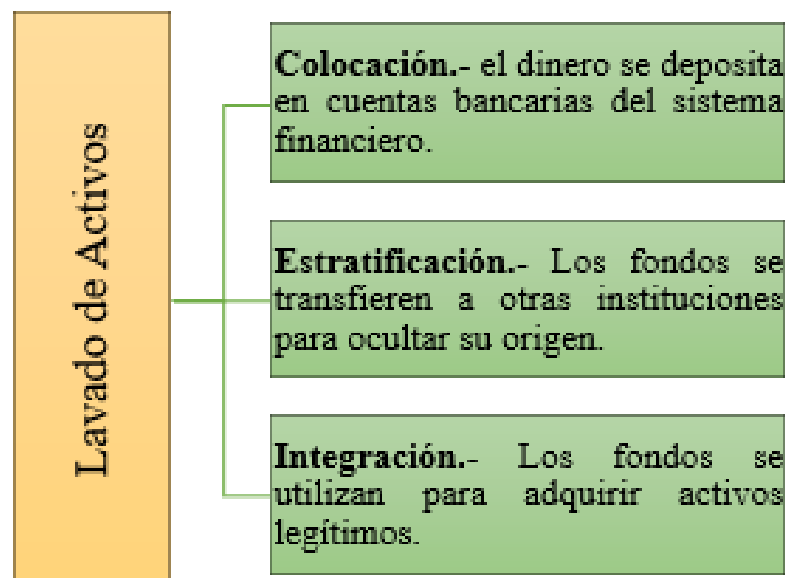 Lavado de Activos
Colocación.- el dinero se deposita
en cuentas bancarias del sistema
financiero.
Estratificación.- Los fondos se
transfieren a otras instituciones
para ocultar su origen.
Integración.- Los fondos se
utilizan para adquirir activos
legítimos.